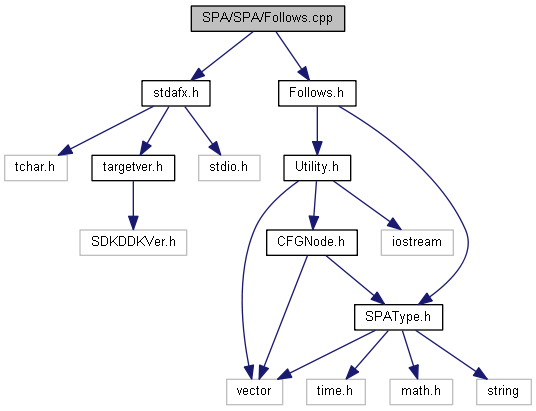 SPA/SPA/Follows.cpp
stdafx.h
Follows.h
tchar.h
targetver.h
stdio.h
Utility.h
SDKDDKVer.h
CFGNode.h
iostream
SPAType.h
vector
time.h
math.h
string